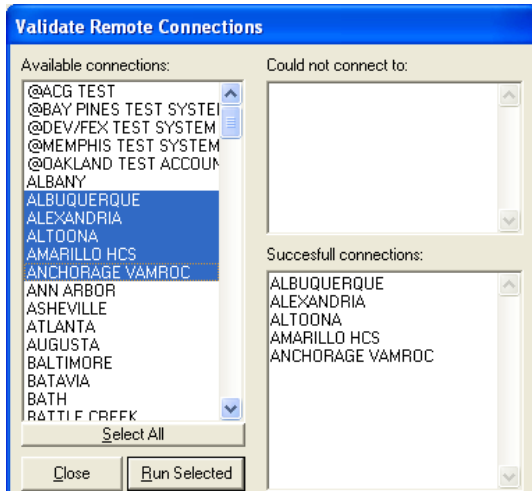 Validate Remote Connections
Available connections:
@ACG TEST
@BAY PINES TEST SYSTEI
@DEV/FEX TEST SYSTEM
@MEMPHIS TEST SYSTEM
@OAKLAND TEST ACCOUN
ALBANY
ALBUQUERQUE
ALEXANDRIA
ALTOONA
AMARILLO HCS
ANCHORAGE VAMROC
ANN ARBOR
ASHEVILLE
ATLANTA
AUGUSTA
BALTIMORE
BATAVIA
BATH
BATTLE CREEK
Select All
Close
Run Selected
Could not connect to:
Succesfull connections:
ALBUQUERQUE
ALEXANDRIA
ALTOONA
AMARILLO HCS
ANCHORAGE VAMROC